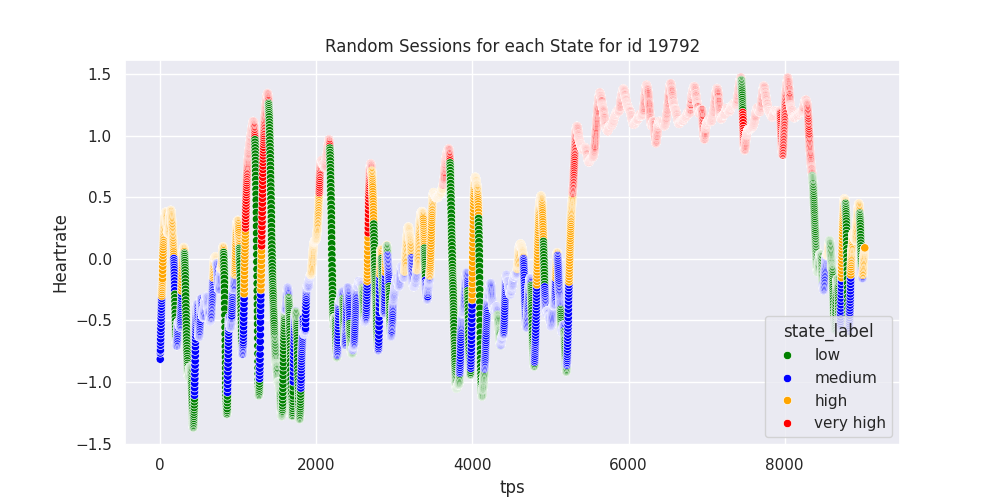 Random Sessions for each State for id 19792
Heartrate
1.5
1.0
0.5
0.0
−0.5
−1.0
−1.5
0
2000
4000
6000
8000
tps
state_label
low
medium
high
very high